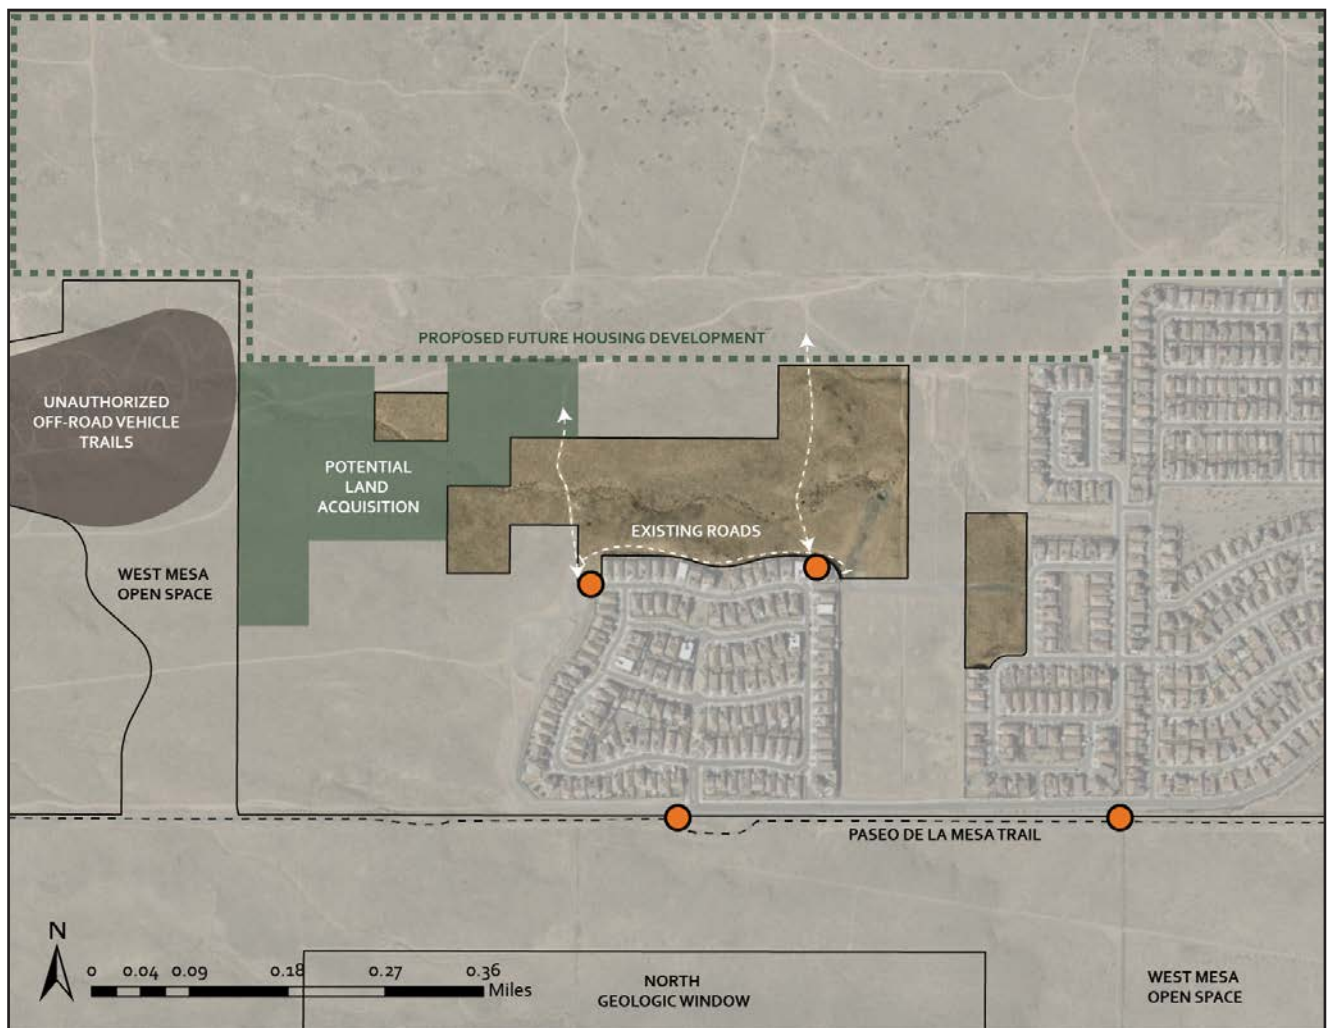 PROPOSED FUTURE HOUSING DEVELOPMENT
UNAUTHORIZED
OFF-ROAD VEHICLE
TRAILS
POTENTIAL
LAND
ACQUISITION
EXISTING ROADS
WEST MESA
OPEN SPACE
PASEO DE LA MESA TRAIL
N
0 0.04 0.09 0.18 0.27 0.36
Miles
NORTH
GEOLOGIC WINDOW
WEST MESA
OPEN SPACE